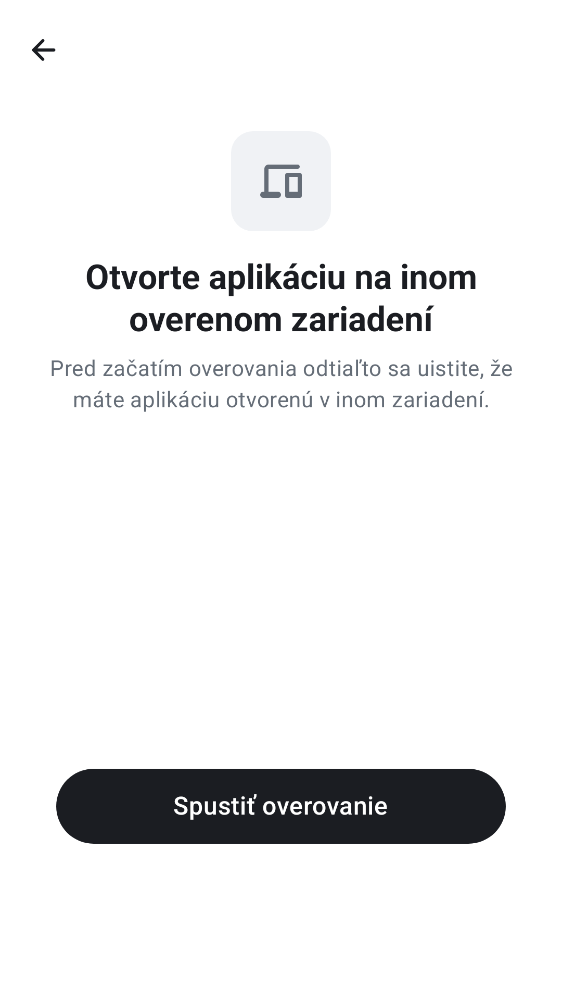 Otvorte aplikáciu na inom
overenom zariadení
Pred začatím overovania odtiaľto sa uistite, že
máte aplikáciu otvorenú v inom zariadení.
Spustiť overovanie